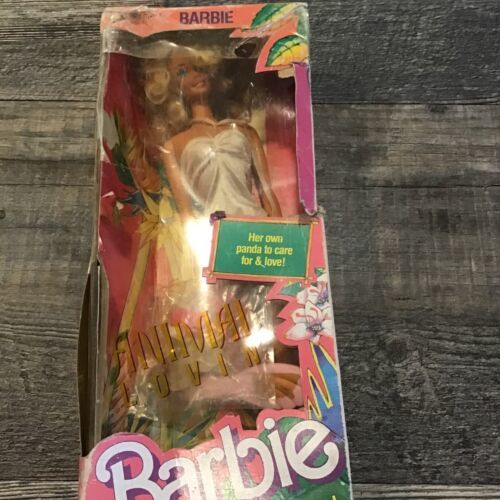 BARBIE
Her own
panda to care
for & love!
ANIMAL
LOVIN
Barbie